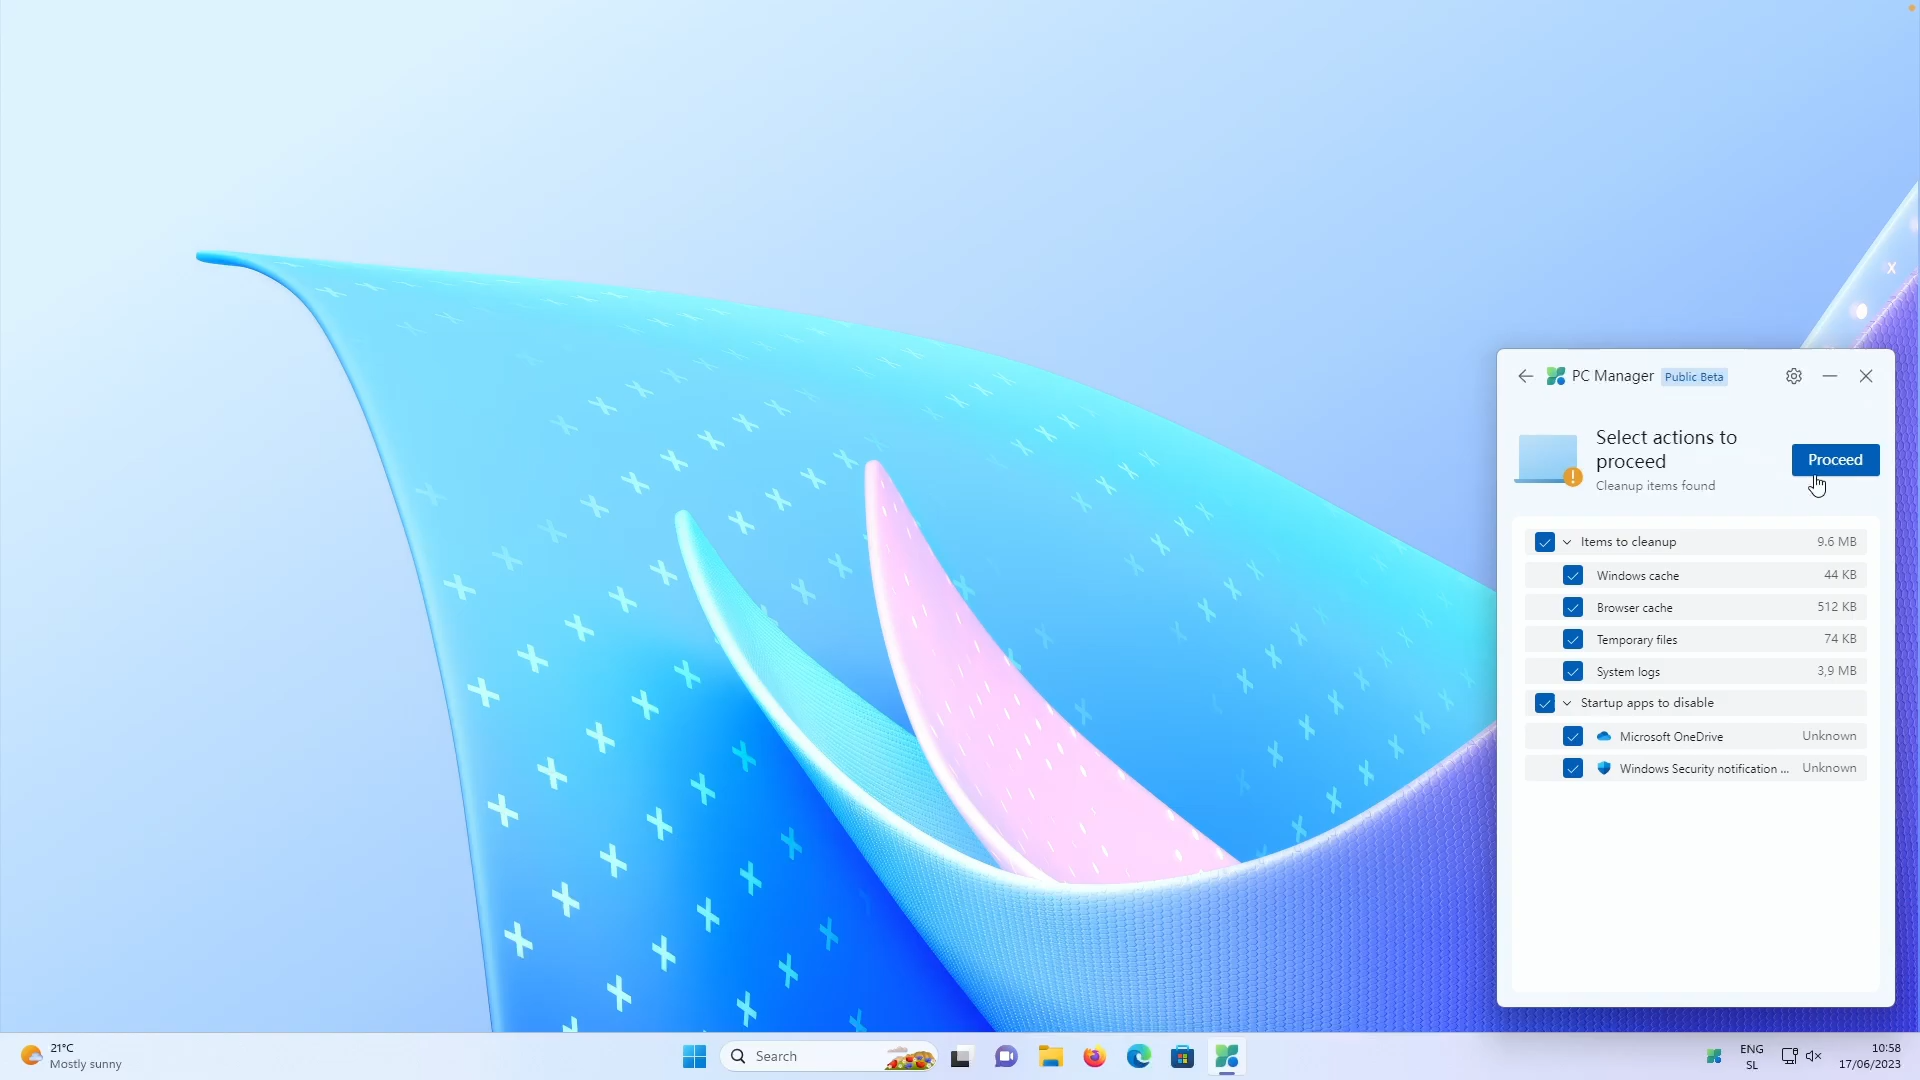 PC Manager Public Beta
Select actions to
proceed
Cleanup items found
Proceed
Items to cleanup 9.6 MB
Windows cache 44 KB
Browser cache 512 KB
Temporary files 74 KB
System logs 3,9 MB
Startup apps to disable
Microsoft OneDrive Unknown
Windows Security notification ... Unknown
21°C
Mostly sunny
Search
ENG
SL
10:58
17/06/2023